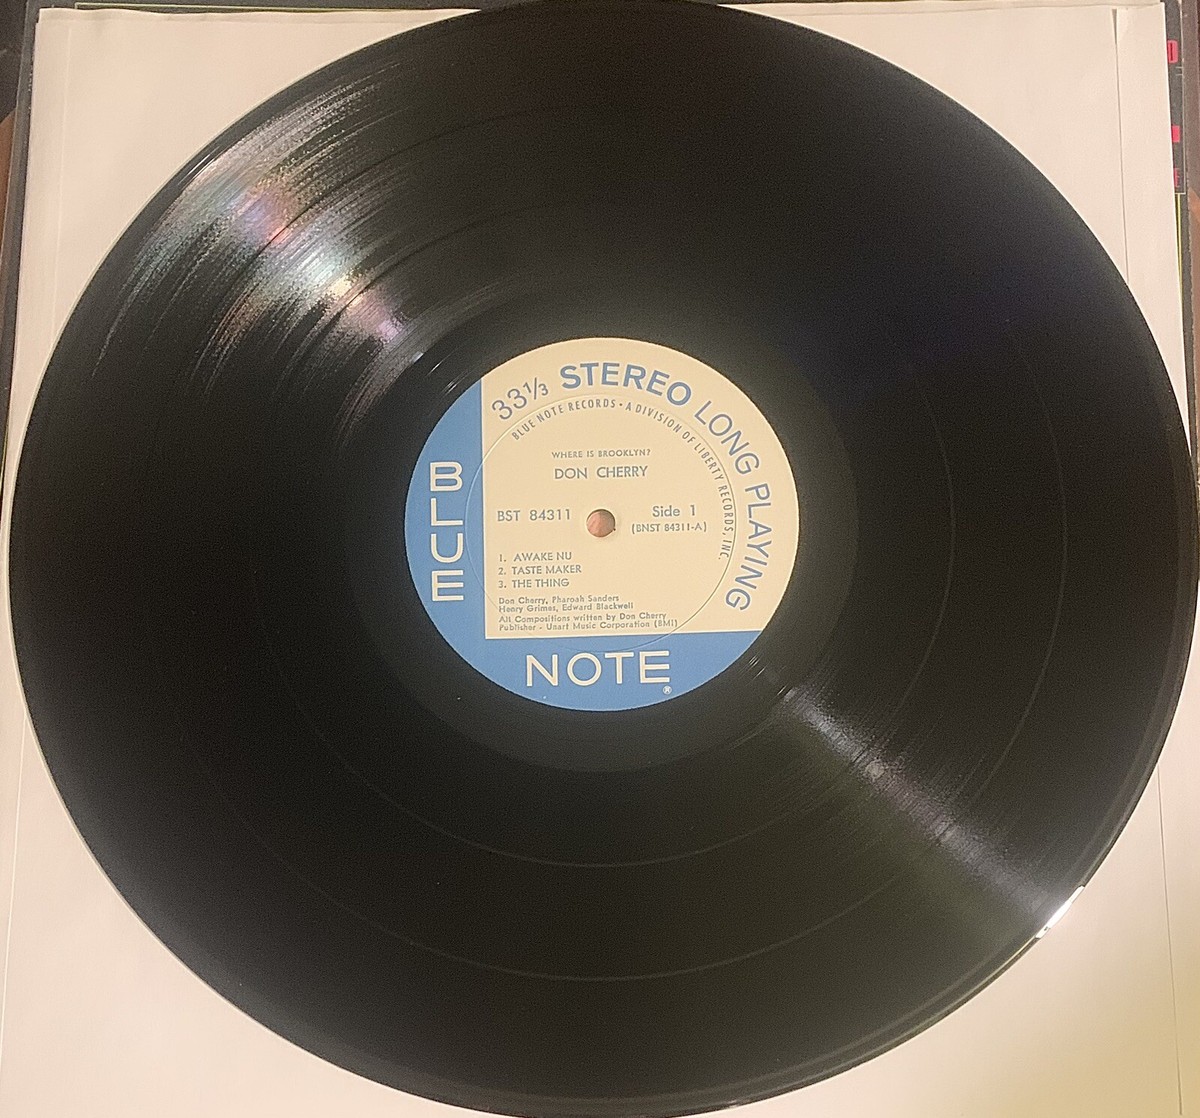 33⅓ STEREO LONG PLAYING
BLUE NOTE RECORDS • A DIVISION OF LIBERTY RECORDS, INC.
WHERE IS BROOKLYN?
DON CHERRY
BST 84311
Side 1
(BNST 84311-A)
1. AWAKE NU
2. TASTE MAKER
3. THE THING
Don Cherry, Pharoah Sanders
Henry Grimes, Edward Blackwell
All Compositions written by Don Cherry
Publisher - Unart Music Corporation (BMI)
BLUE
NOTE
®